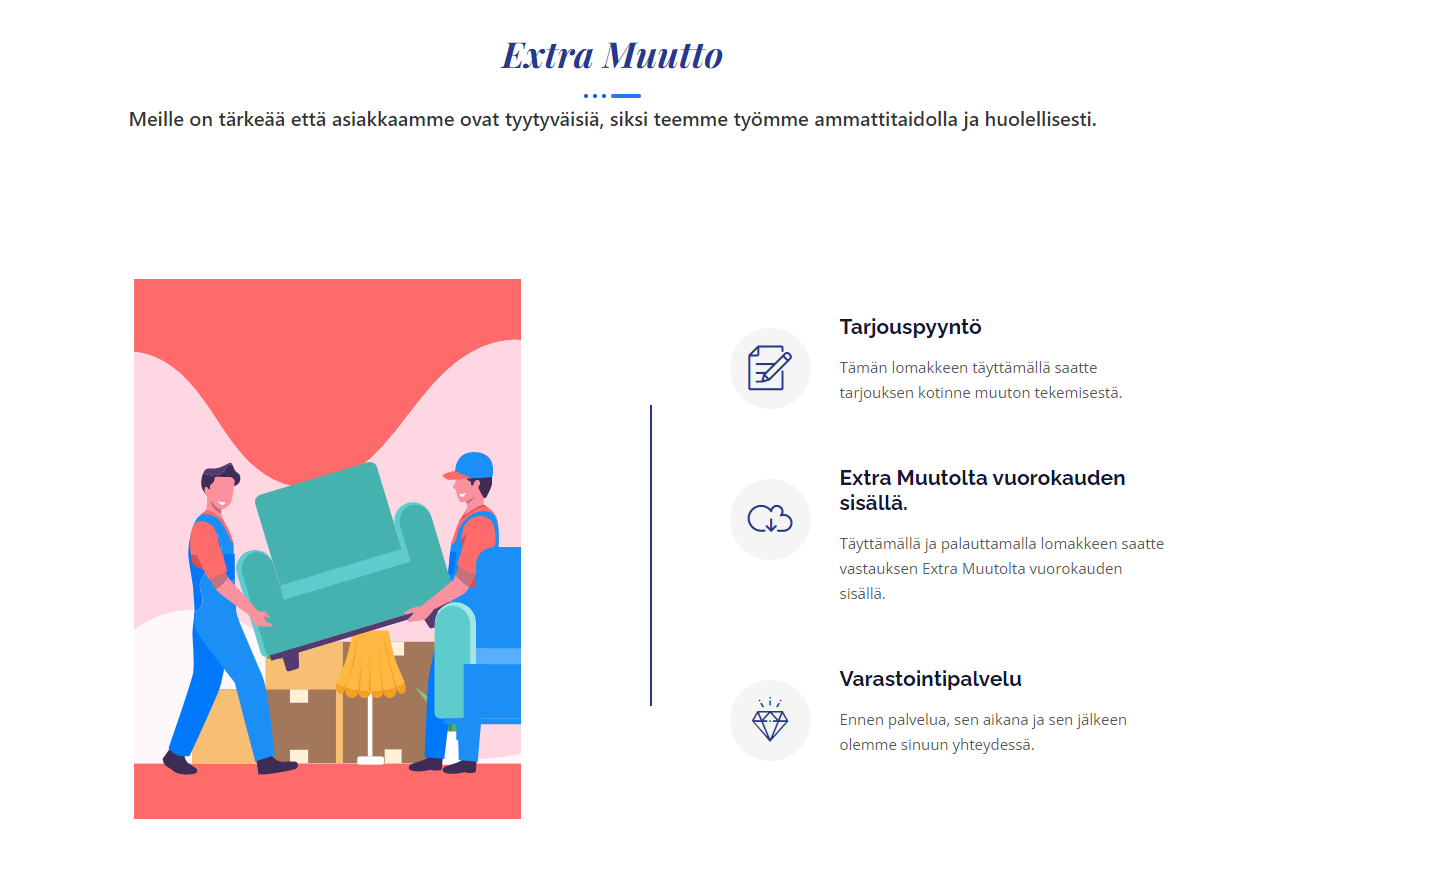 Extra Muutto
Meille on tärkeää että asiakkaamme ovat tyytyväisiä, siksi teemme työmme ammattitaidolla ja huolellisesti.
Tarjouspyyntö
Tämän lomakkeen täyttämällä saatte
tarjouksen kotinne muuton tekemisestä.
Extra Muutolta vuorokauden
sisällä.
Täyttämällä ja palauttamalla lomakkeen saatte
vastauksen Extra Muutolta vuorokauden
sisällä.
Varastointipalvelu
Ennen palvelua, sen aikana ja sen jälkeen
olemme sinuun yhteydessä.